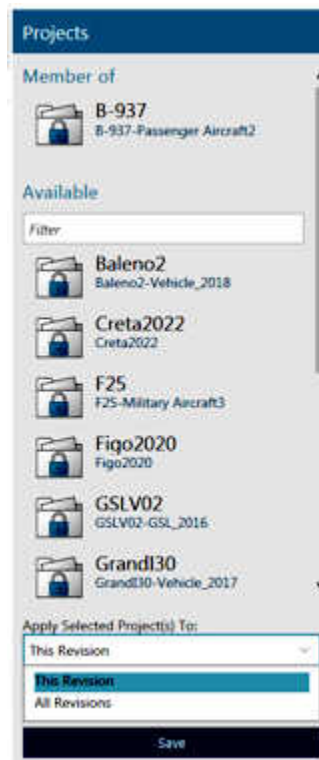 Projects
Member of
B-937
B-937-Passenger Aircraft2
Available
Filter
Baleno2
Baleno2-Vehicle_2018
Creta2022
Creta2022
F25
F25-Military Aircraft3
Figo2020
Figo2020
GSLV02
GSLV02-GSL_2016
GrandI30
GrandI30-Vehicle_2017
Apply Selected Project(s) To:
This Revision
This Revision
All Revisions
Save